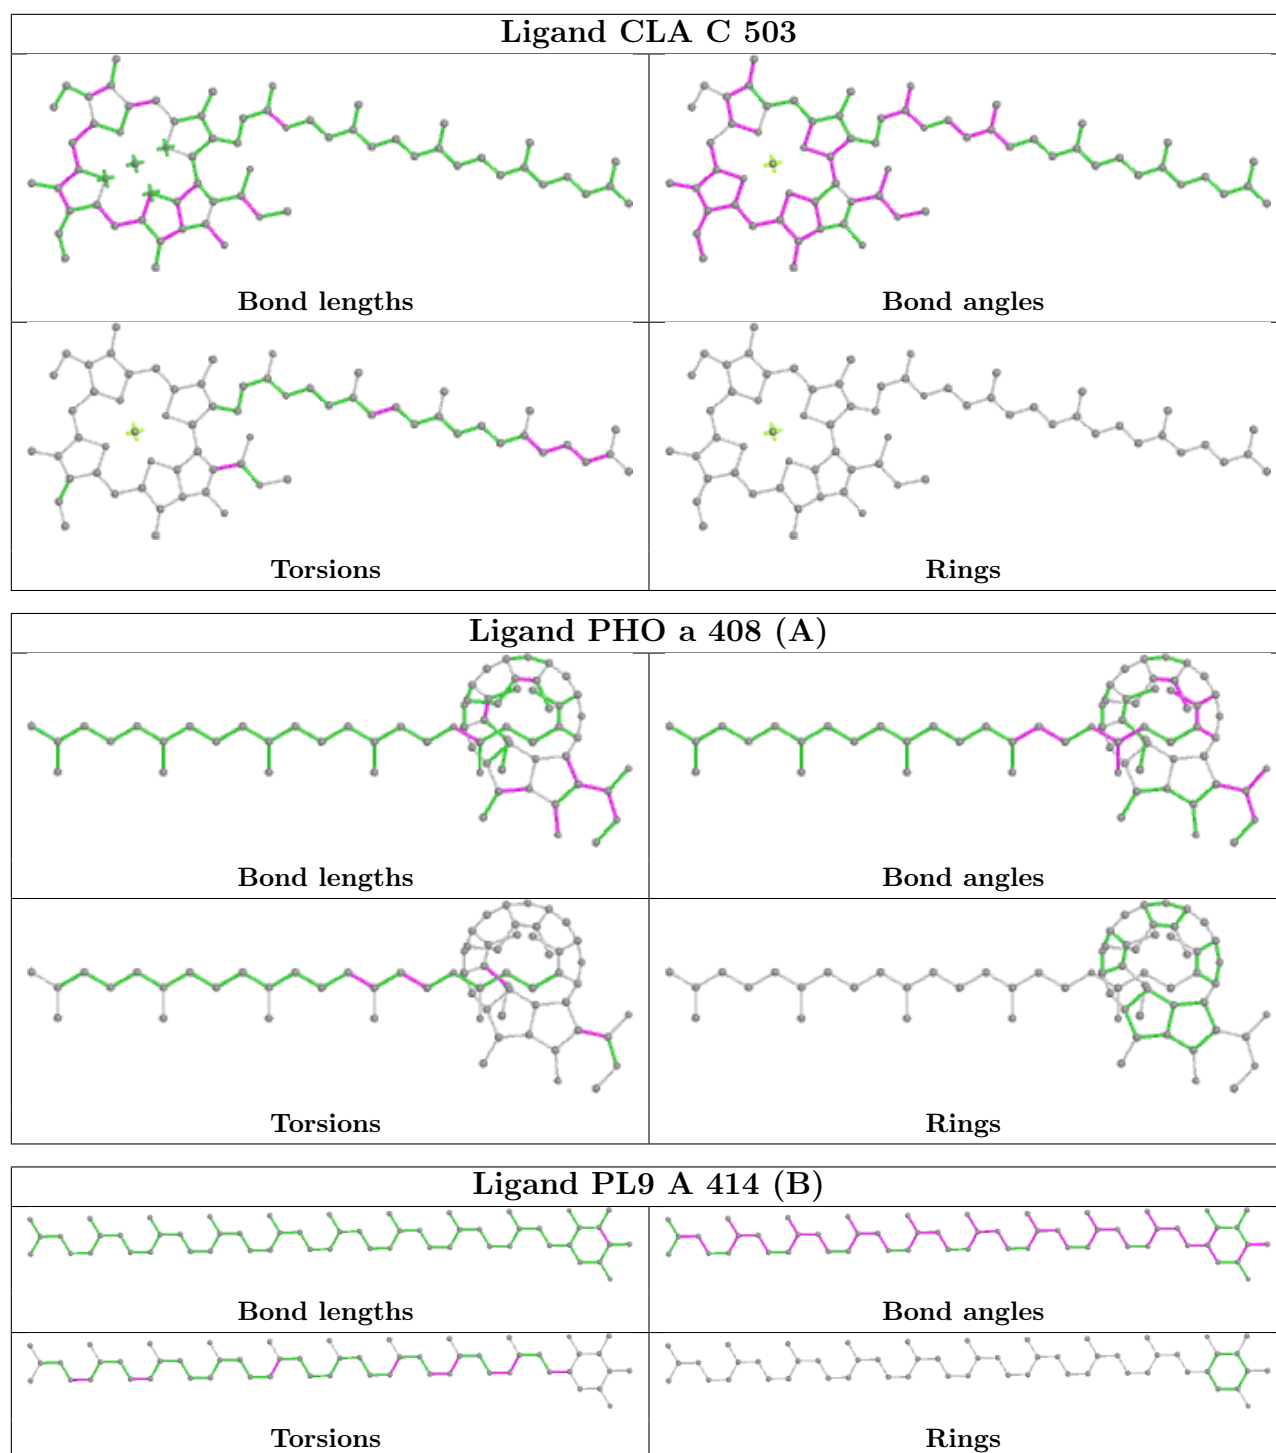 Ligand CLA C 503
Bond lengths
Bond angles
Torsions
Rings
Ligand PHO a 408 (A)
Bond lengths
Bond angles
Torsions
Rings
Ligand PL9 A 414 (B)
Bond lengths
Bond angles
Torsions
Rings